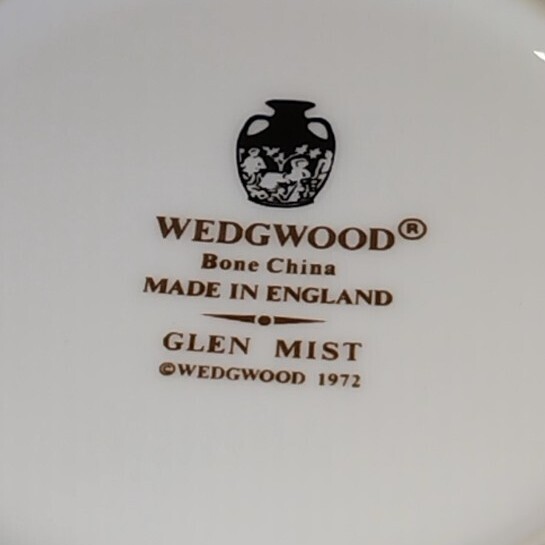 WEDGWOOD®
Bone China
MADE IN ENGLAND
GLEN MIST
©WEDGWOOD 1972